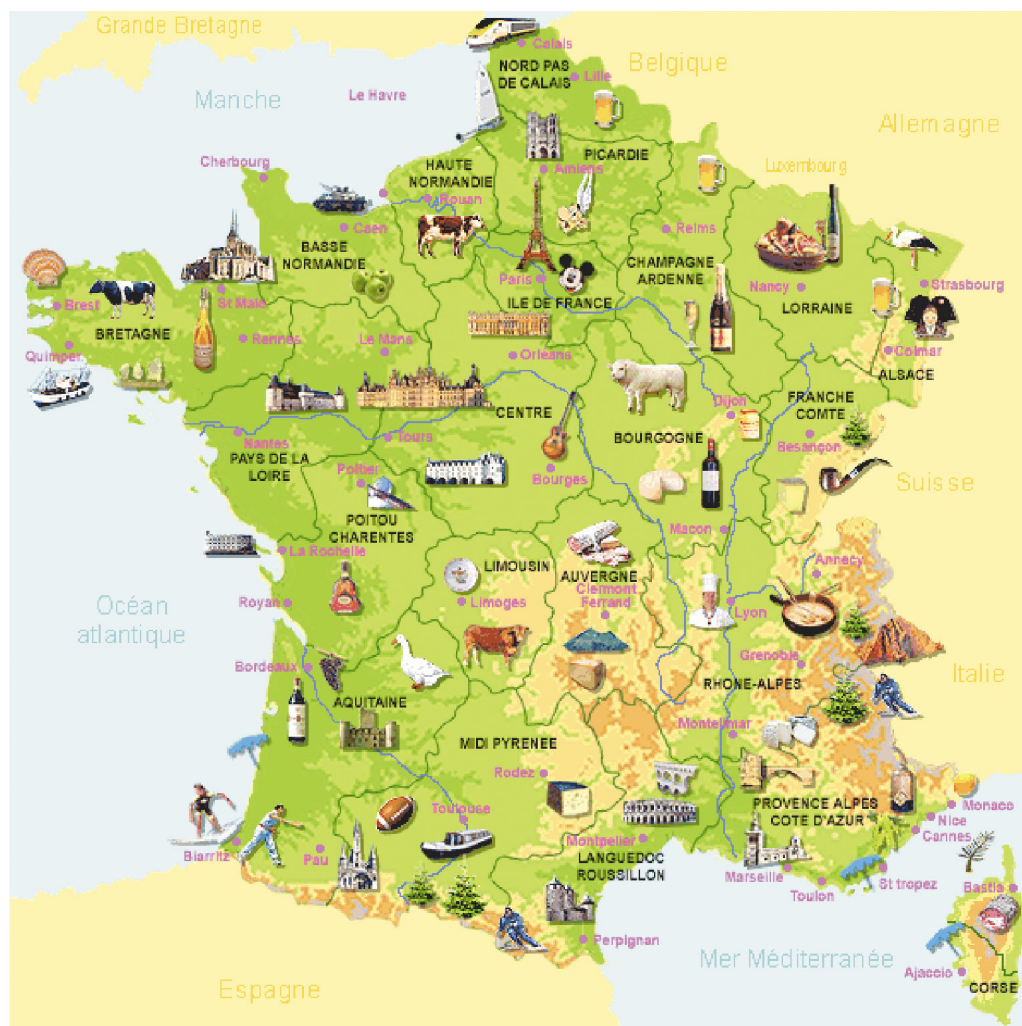 Grande Bretagne
Calais
Belgique
NORD PAS
DE CALAIS
Lille
Manche
Le Havre
Allemagne
Cherbourg
HAUTE
NORMANDIE
PICARDIE
Amiens
Luxembourg
Rouan
Caen
Reims
BASSE
NORMANDIE
CHAMPAGNE
ARDENNE
Paris
ILE DE FRANCE
Nancy
LORRAINE
Strasbourg
Brest
St Malo
BRETAGNE
Rennes
Le Mans
Orléans
Colmar
Quimper
ALSACE
FRANCHE
COMTE
Dijon
CENTRE
Nantes
Tours
BOURGOGNE
Besançon
PAYS DE LA
LOIRE
Poitier
Bourges
Suisse
POITOU
CHARENTES
Macon
La Rochelle
LIMOUSIN
AUVERGNE
Annecy
Clermont
Ferrand
Océan
atlantique
Royan
Limoges
Lyon
Bordeaux
Grenoble
Italie
RHONE-ALPES
AQUITAINE
Montelimar
MIDI PYRENEE
Rodez
Toulouse
PROVENCE ALPES
COTE D'AZUR
Monaco
Nice
Cannes
Biarritz
Pau
Montpelier
LANGUEDOC
ROUSSILLON
Marseille
Toulon
St tropez
Bastia
Perpignan
Mer Méditerranée
Ajaccio
CORSE
Espagne